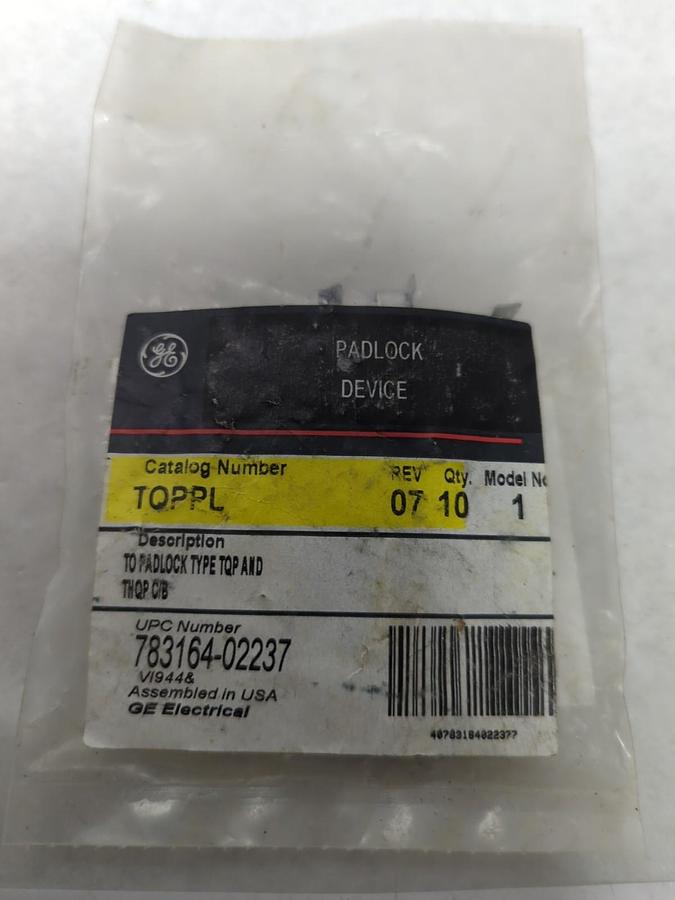 GE
PADLOCK
DEVICE
Catalog Number REV Qty. Model No
TQPPL 07 10 1
Description
TO PADLOCK TYPE TQP AND
THQP C/B
UPC Number
783164-02237
V/944&
Assembled in USA
GE Electrical
40783164022377